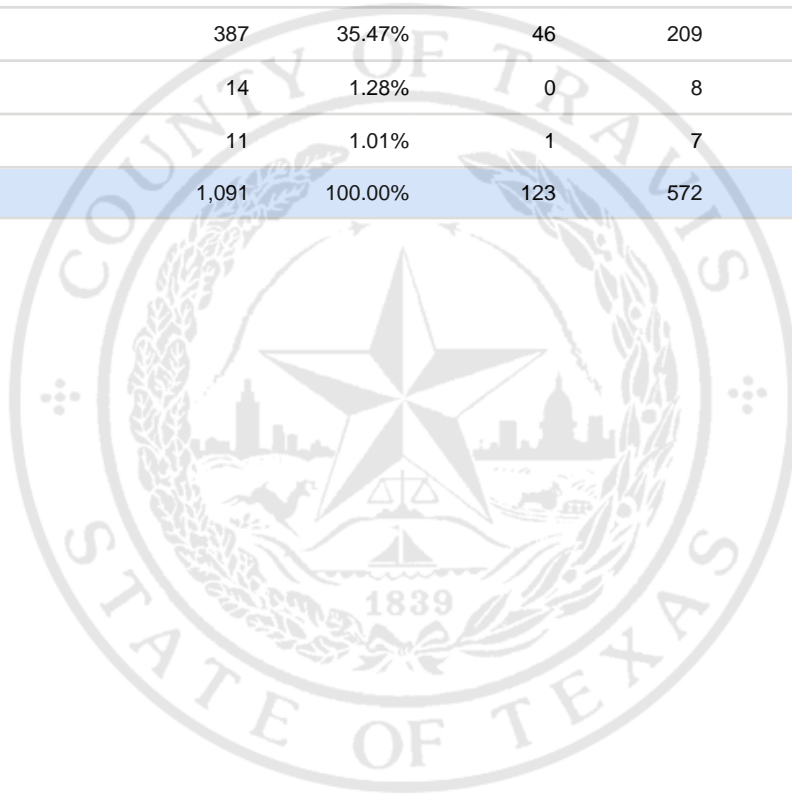 387 35.47% 46 209
14 1.28% 0 8
11 1.01% 1 7
1,091 100.00% 123 572
COUNTY OF TRAVIS
1839
STATE OF TEXAS